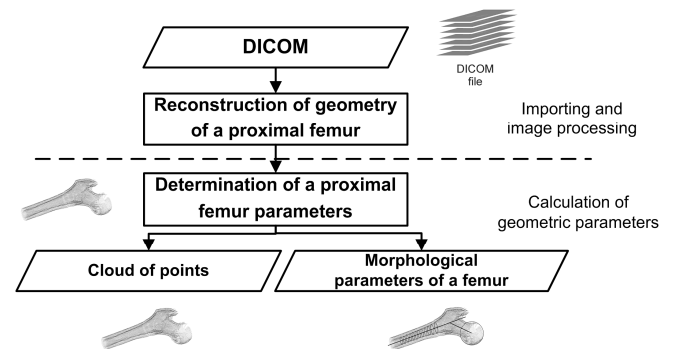 DICOM
DICOM
file
Reconstruction of geometry
of a proximal femur
Importing and
image processing
Determination of a proximal
femur parameters
Calculation of
geometric parameters
Cloud of points
Morphological
parameters of a femur